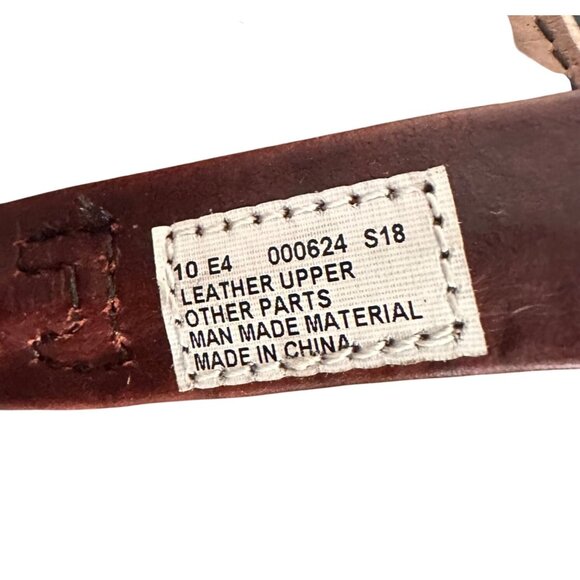 10 E4 000624 S18
LEATHER UPPER
OTHER PARTS
MAN MADE MATERIAL
MADE IN CHINA